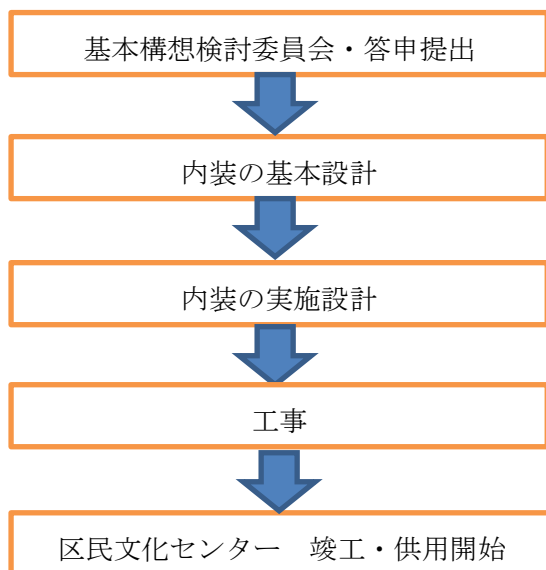 基本構想検討委員会・答申提出
内装の基本設計
内装の実施設計
工事
区民文化センター　竣工・供用開始